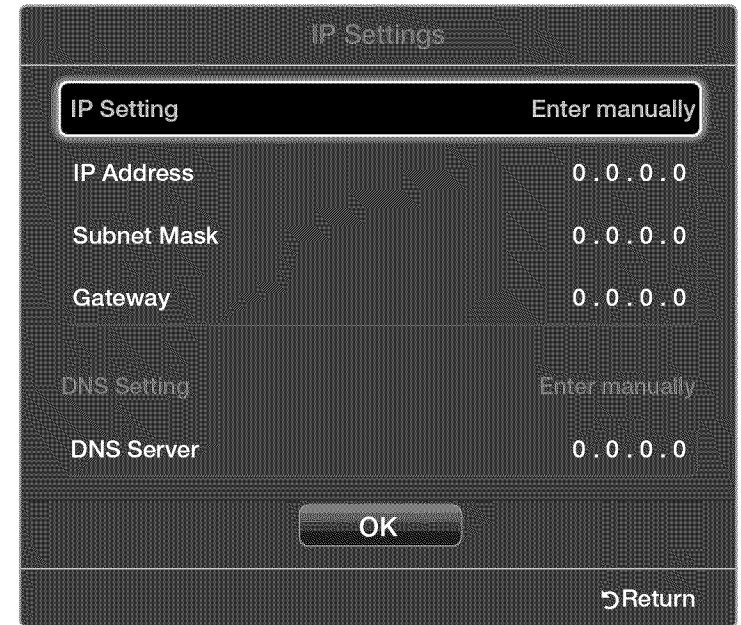 IP Settings
IP Setting Enter manually
IP Address 0.0.0.0
Subnet Mask 0.0.0.0
Gateway 0.0.0.0
DNS Setting Enter manually
DNS Server 0.0.0.0
OK
Return